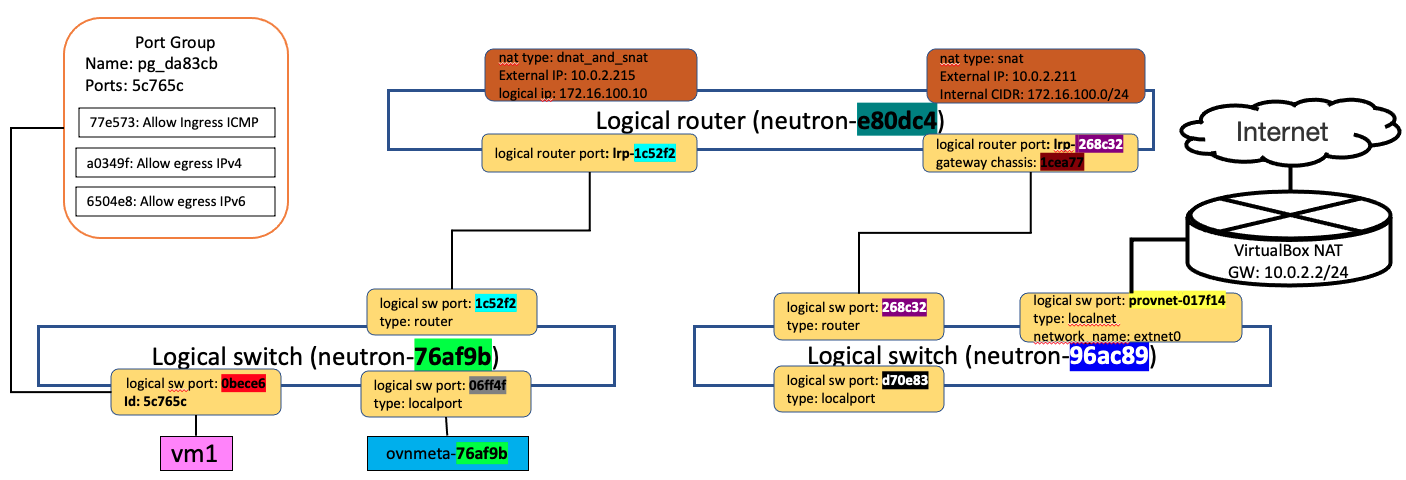 Port Group
Name: pg_da83cb
Ports: 5c765c
77e573: Allow Ingress ICMP
a0349f: Allow egress IPv4
6504e8: Allow egress IPv6
nat type: dnat_and_snat
External IP: 10.0.2.215
logical ip: 172.16.100.10
nat type: snat
External IP: 10.0.2.211
Internal CIDR: 172.16.100.0/24
Logical router (neutron-e80dc4)
logical router port: lrp-1c52f2
logical router port: lrp-268c32
gateway chassis: 1cea77
Internet
VirtualBox NAT
GW: 10.0.2.2/24
logical sw port: 1c52f2
type: router
Logical switch (neutron-76af9b)
logical sw port: 0bece6
Id: 5c765c
logical sw port: 06ff4f
type: localport
vm1
ovnmeta-76af9b
logical sw port: 268c32
type: router
logical sw port: provnet-017f14
type: localnet
network_name: extnet0
Logical switch (neutron-96ac89)
logical sw port: d70e83
type: localport